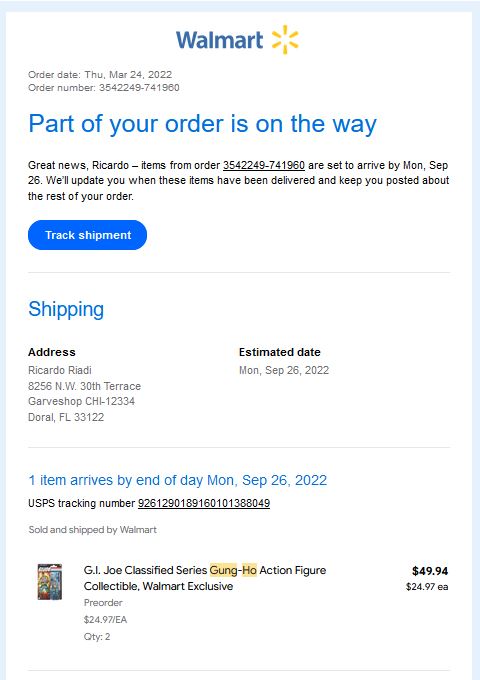 Walmart
Order date: Thu, Mar 24, 2022
Order number: 3542249-741960
Part of your order is on the way
Great news, Ricardo – items from order 3542249-741960 are set to arrive by Mon, Sep
26. We'll update you when these items have been delivered and keep you posted about
the rest of your order.
Track shipment
Shipping
Address
Estimated date
Ricardo Riadi
Mon, Sep 26, 2022
8256 N.W. 30th Terrace
Garveshop CHI-12334
Doral, FL 33122
1 item arrives by end of day Mon, Sep 26, 2022
USPS tracking number 9261290189160101388049
Sold and shipped by Walmart
G.I. Joe Classified Series Gung-Ho Action Figure
$49.94
Collectible, Walmart Exclusive
$24.97 ea
Preorder
$24.97/EA
Qty: 2